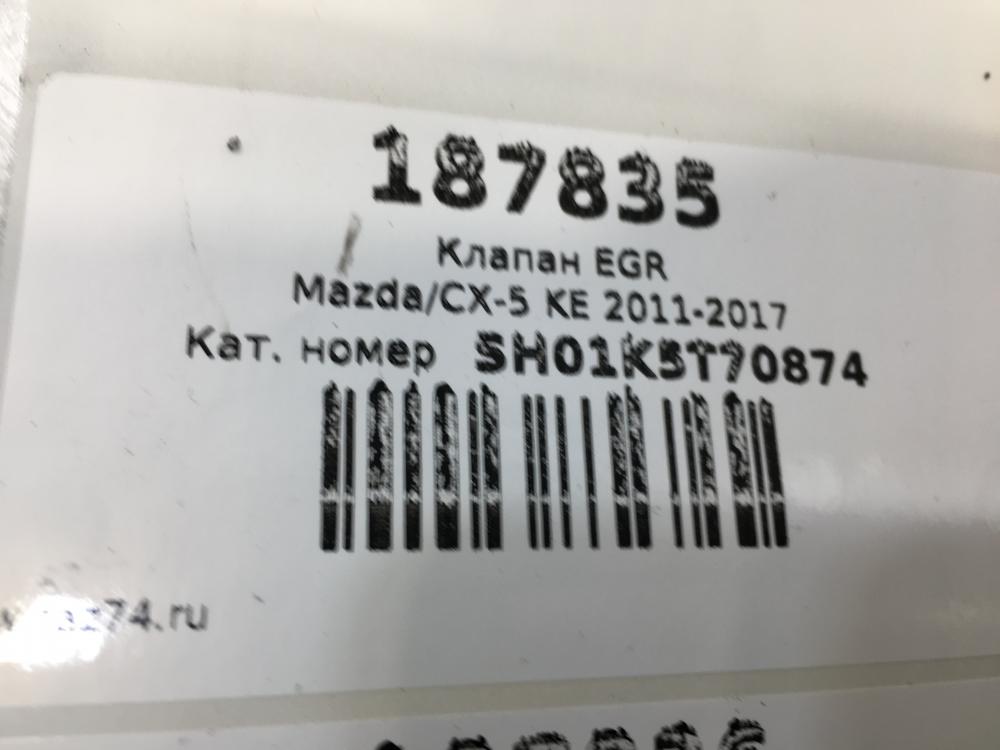 187835
Клапан EGR
Mazda/CX-5 KE 2011-2017
Кат. номер SH01K5T70874